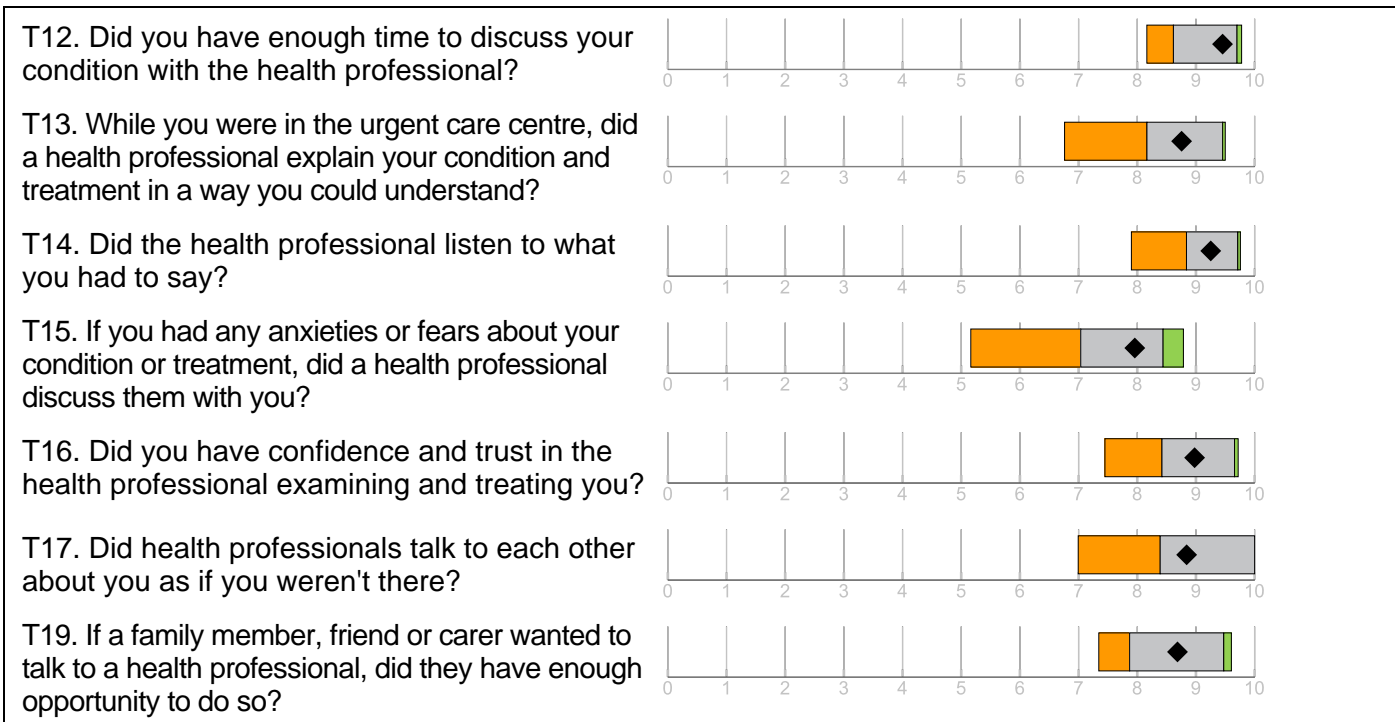 T12. Did you have enough time to discuss your
condition with the health professional?
0 1 2 3 4 5 6 7 8 9 10
T13. While you were in the urgent care centre, did
a health professional explain your condition and
treatment in a way you could understand?
0 1 2 3 4 5 6 7 8 9 10
T14. Did the health professional listen to what
you had to say?
0 1 2 3 4 5 6 7 8 9 10
T15. If you had any anxieties or fears about your
condition or treatment, did a health professional
discuss them with you?
0 1 2 3 4 5 6 7 8 9 10
T16. Did you have confidence and trust in the
health professional examining and treating you?
0 1 2 3 4 5 6 7 8 9 10
T17. Did health professionals talk to each other
about you as if you weren't there?
0 1 2 3 4 5 6 7 8 9 10
T19. If a family member, friend or carer wanted to
talk to a health professional, did they have enough
opportunity to do so?
0 1 2 3 4 5 6 7 8 9 10